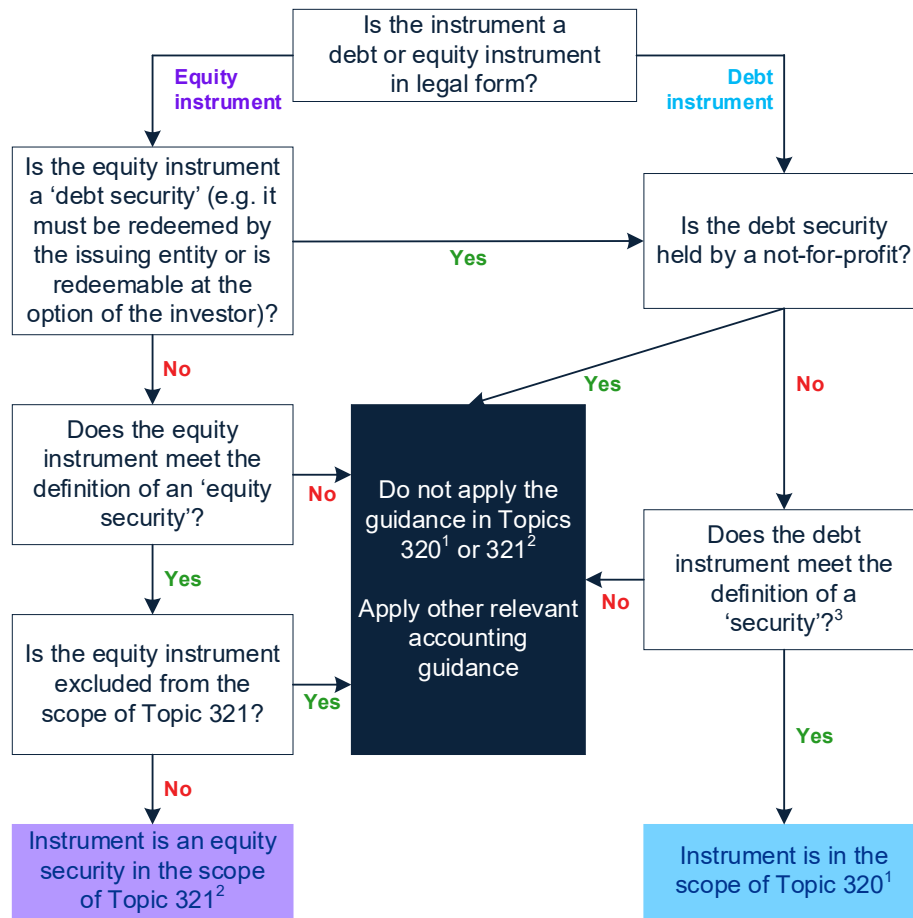 Is the instrument a
debt or equity instrument
in legal form?
Equity
instrument
Debt
instrument
Is the equity instrument
a ‘debt security’ (e.g. it
must be redeemed by
the issuing entity or is
redeemable at the
option of the investor)?
Yes
Is the debt security
held by a not-for-profit?
No
Yes
No
Does the equity
instrument meet the
definition of an ‘equity
security’?
No
Do not apply the
guidance in Topics
320¹ or 321²
Apply other relevant
accounting
guidance
Does the debt
instrument meet the
definition of a
‘security’?³
No
Yes
Is the equity instrument
excluded from the
scope of Topic 321?
Yes
Yes
No
Instrument is an equity
security in the scope
of Topic 321²
Instrument is in the
scope of Topic 320¹